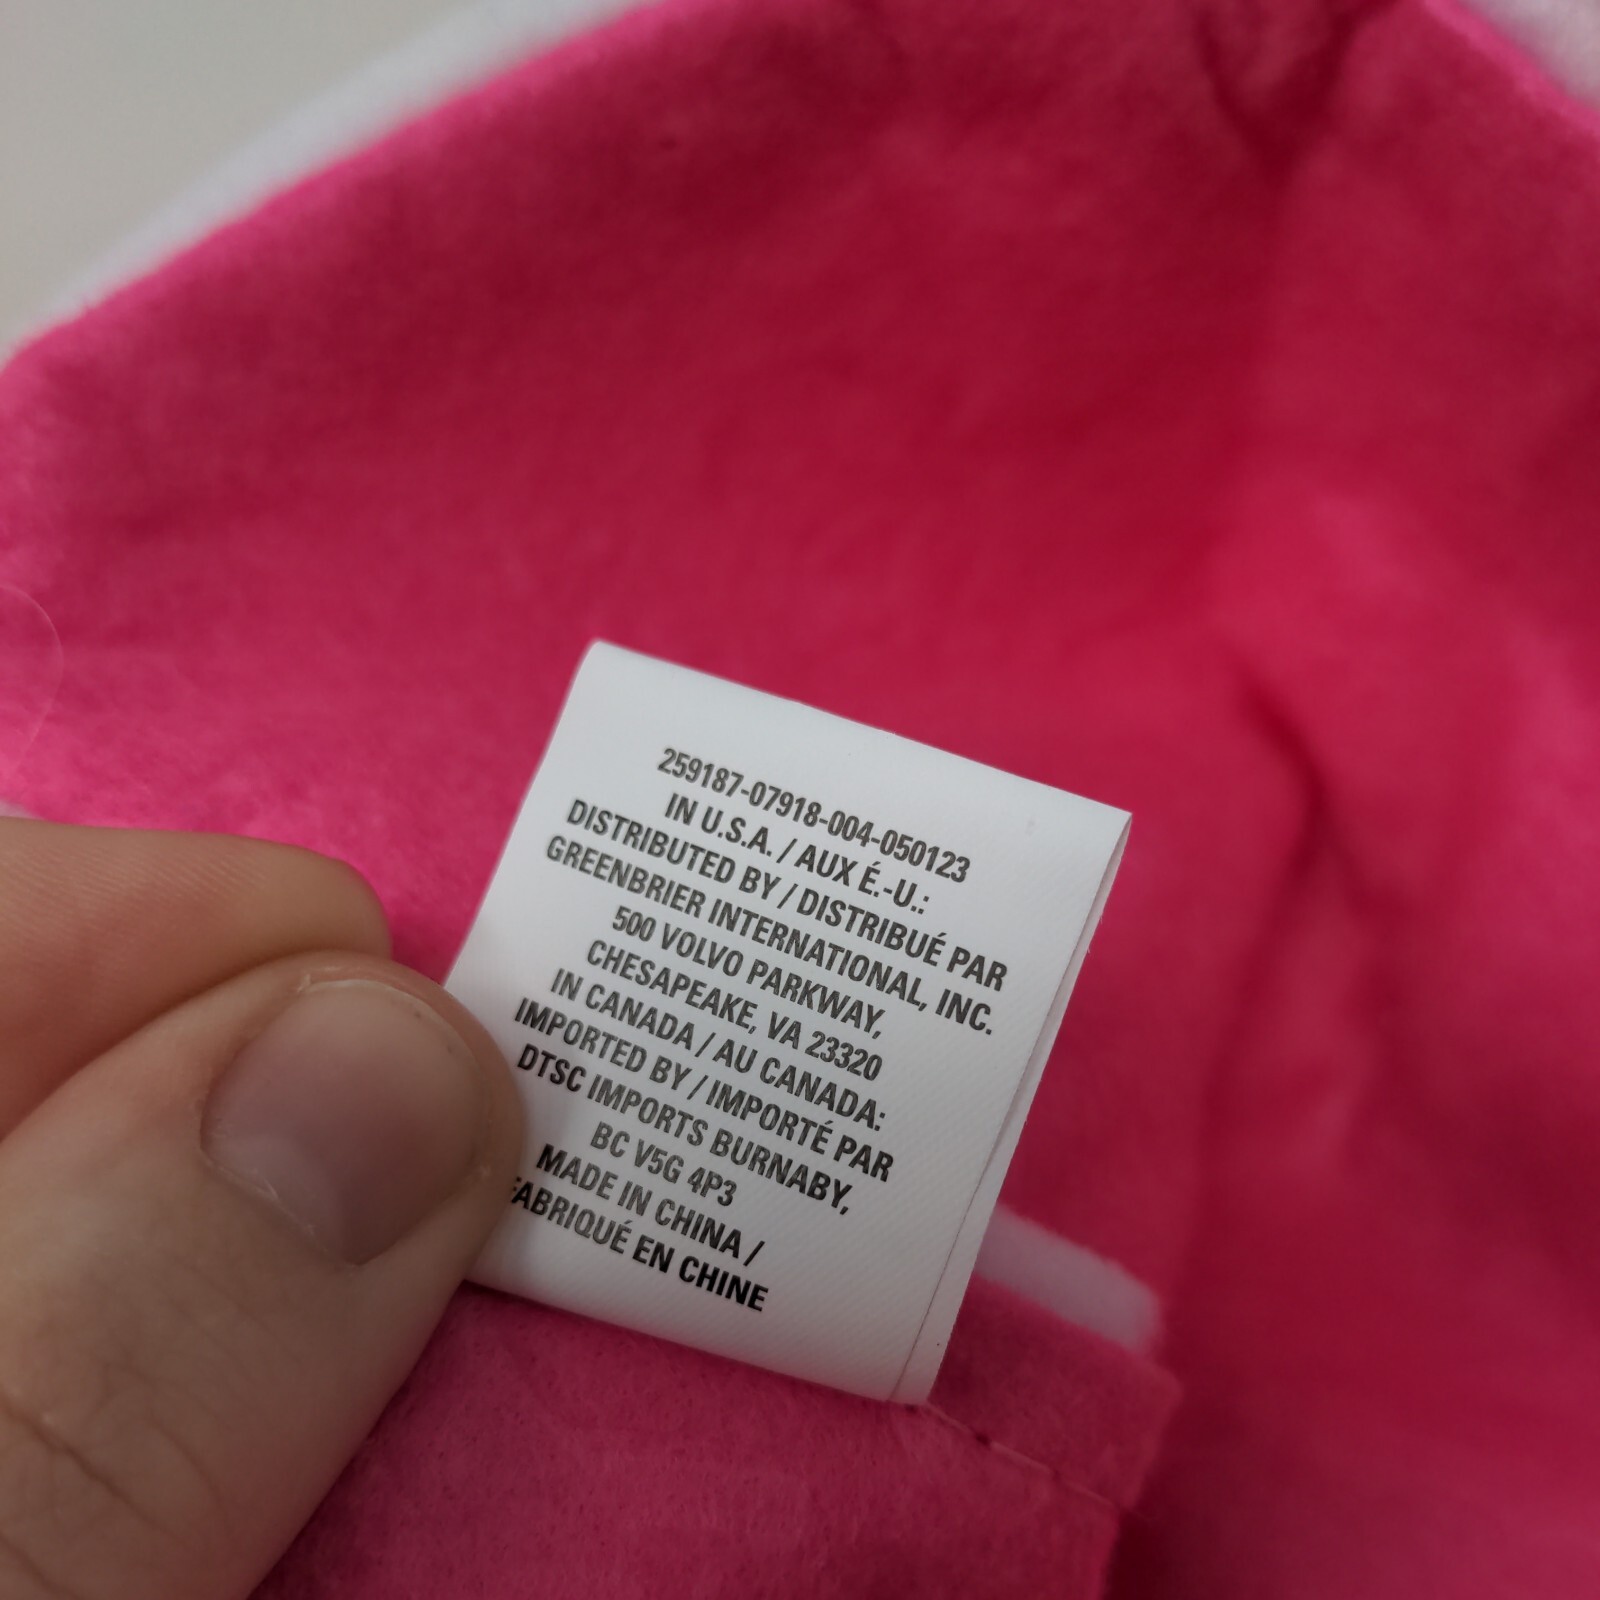 259187-07918-004-050123
IN U.S.A. / AUX É.-U.:
DISTRIBUTED BY / DISTRIBUÉ PAR
GREENBRIER INTERNATIONAL, INC.
500 VOLVO PARKWAY,
CHESAPEAKE, VA 23320
IN CANADA / AU CANADA:
IMPORTED BY / IMPORTÉ PAR
DTSC IMPORTS BURNABY,
BC V5G 4P3
MADE IN CHINA /
FABRIQUÉ EN CHINE